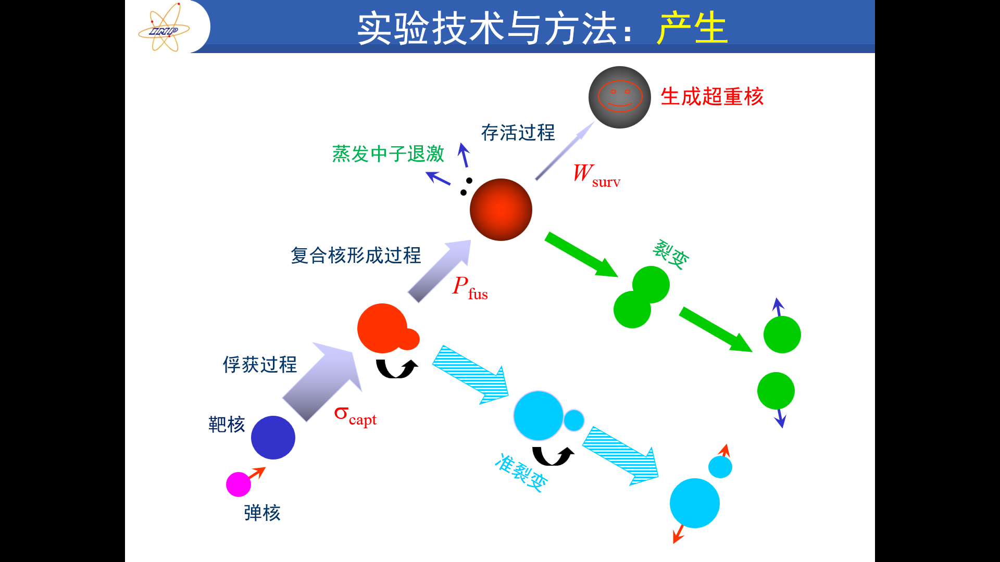 IMP
实验技术与方法：产生
生成超重核
存活过程
蒸发中子退激
Wsurv
复合核形成过程
裂变
Pfus
俘获过程
σcapt
靶核
准裂变
弹核